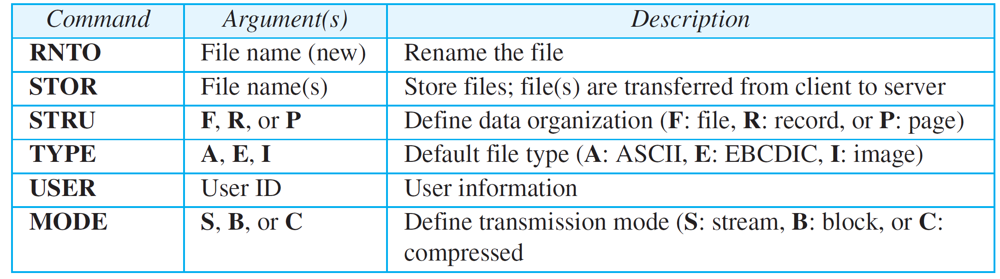 Command Argument(s) Description
RNTO File name (new) Rename the file
STOR File name(s) Store files; file(s) are transferred from client to server
STRU F, R, or P Define data organization (F: file, R: record, or P: page)
TYPE A, E, I Default file type (A: ASCII, E: EBCDIC, I: image)
USER User ID User information
MODE S, B, or C Define transmission mode (S: stream, B: block, or C:
compressed